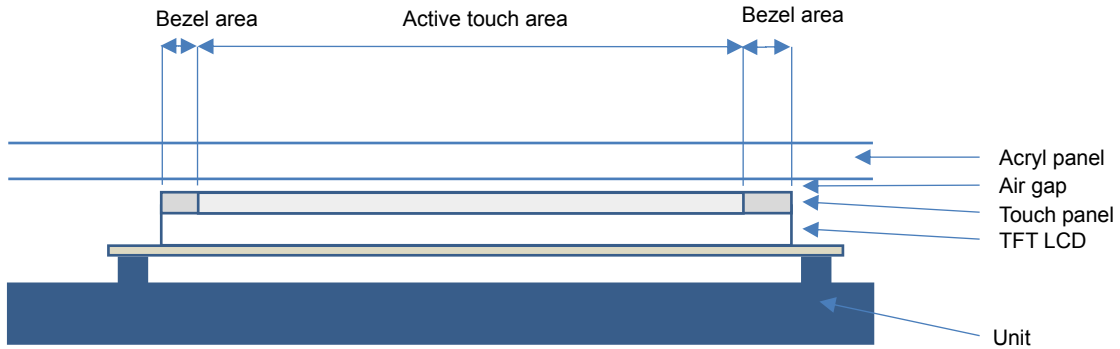 Bezel area
Active touch area
Bezel area
Acryl panel
Air gap
Touch panel
TFT LCD
Unit